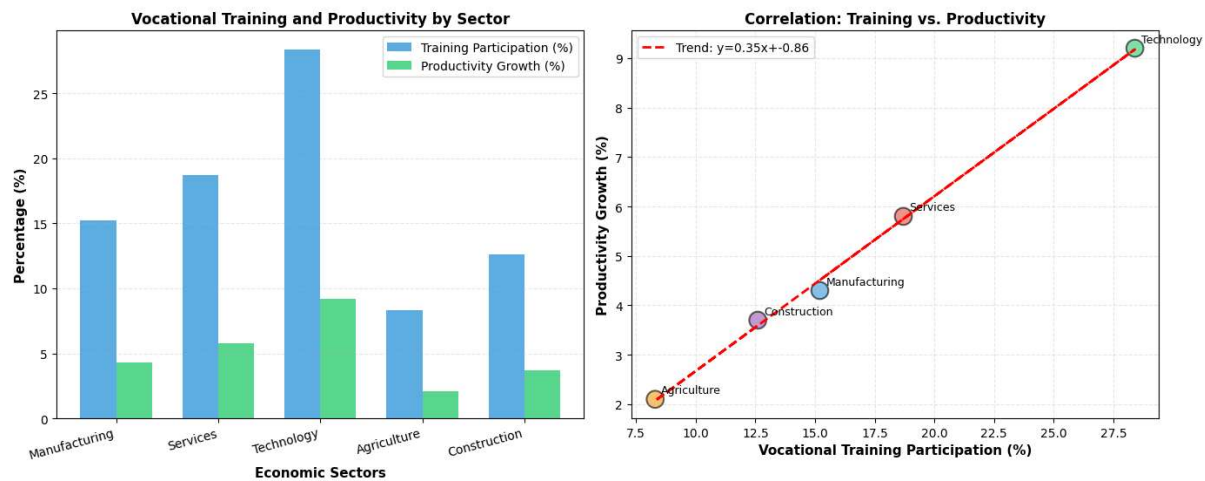 Vocational Training and Productivity by Sector
Training Participation (%)
Productivity Growth (%)
Percentage (%)
25
20
15
10
5
0
Manufacturing
Services
Technology
Agriculture
Construction
Economic Sectors
Correlation: Training vs. Productivity
Trend: y=0.35x+-0.86
Technology
Services
Manufacturing
Construction
Agriculture
Productivity Growth (%)
9
8
7
6
5
4
3
2
7.5
10.0
12.5
15.0
17.5
20.0
22.5
25.0
27.5
Vocational Training Participation (%)